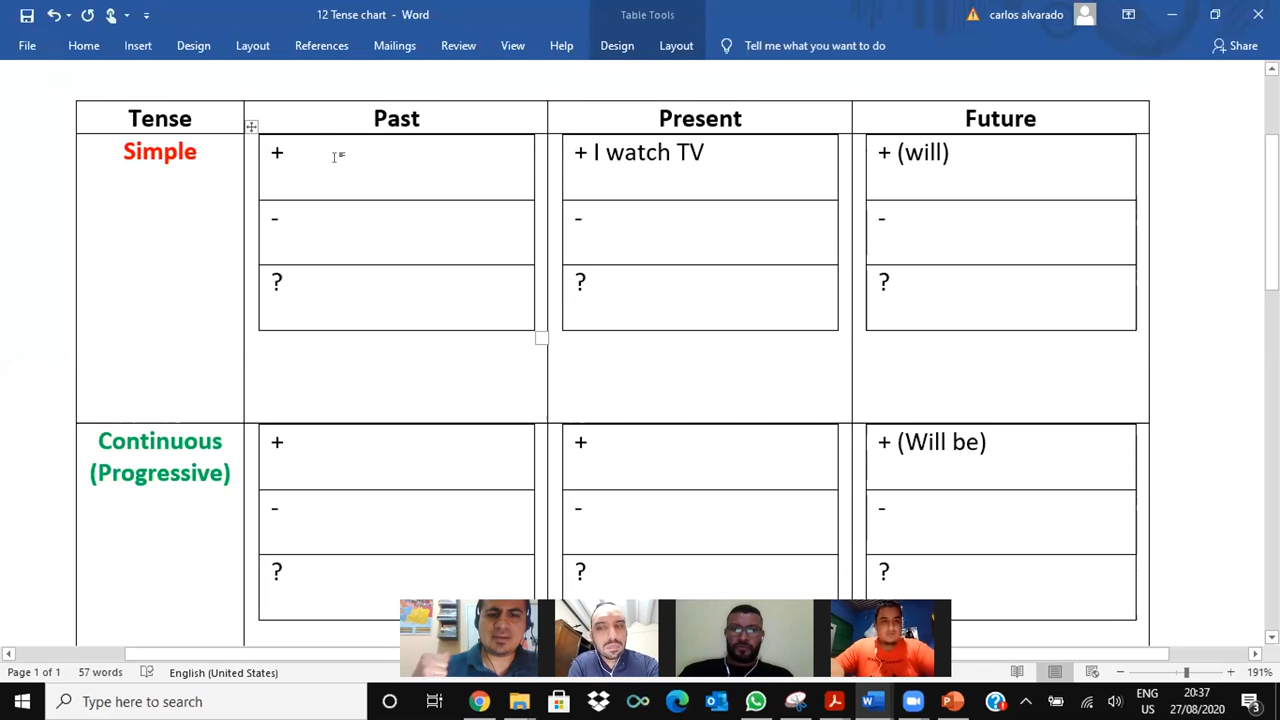 12 Tense chart - Word
Table Tools
carlos alvarado
File Home Insert Design Layout References Mailings Review View Help Design Layout Tell me what you want to do Share
Tense Past Present Future
Simple + + I watch TV + (will)
- - -
? ? ?
Continuous + + + (Will be)
(Progressive)
- - -
? ? ?
Page 1 of 1 57 words English (United States) 191%
Type here to search
ENG
US
20:37
27/08/2020
3